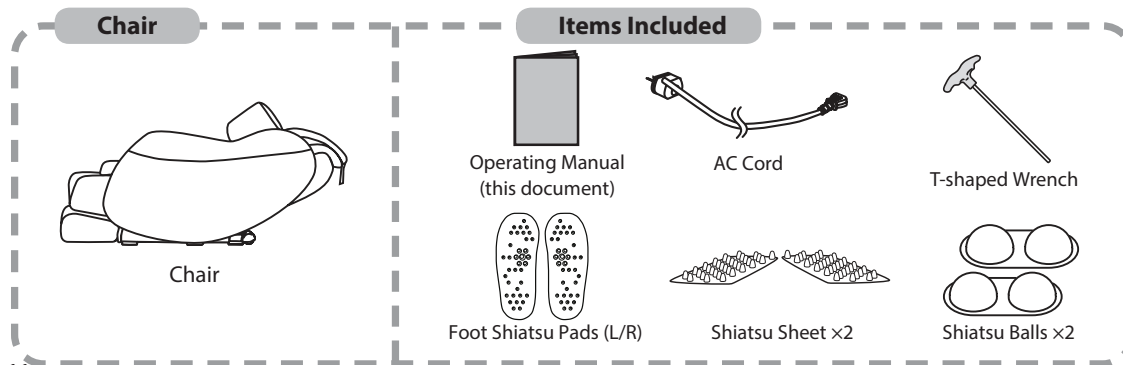 Chair
Items Included
Chair
Operating Manual
(this document)
AC Cord
T-shaped Wrench
Foot Shiatsu Pads (L/R)
Shiatsu Sheet ×2
Shiatsu Balls ×2